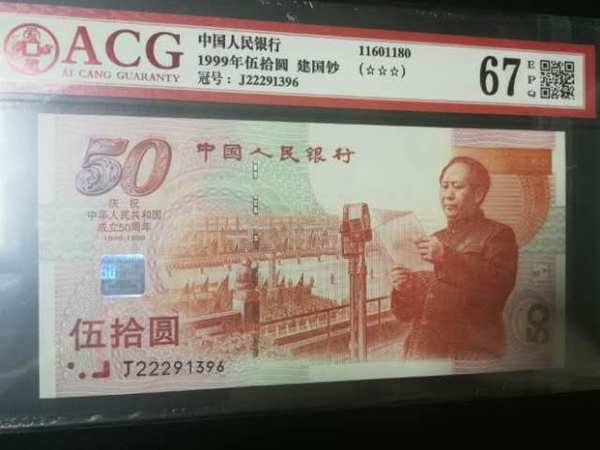 ACG
AI CANG GUARANTY
中国人民银行 11601180
1999年伍拾圆 建国钞 (☆☆☆)
冠号：J22291396
67 EPQ
50
中国人民银行
庆祝
中华人民共和国
成立50周年
1949-1999
50
伍拾圆
J22291396
50